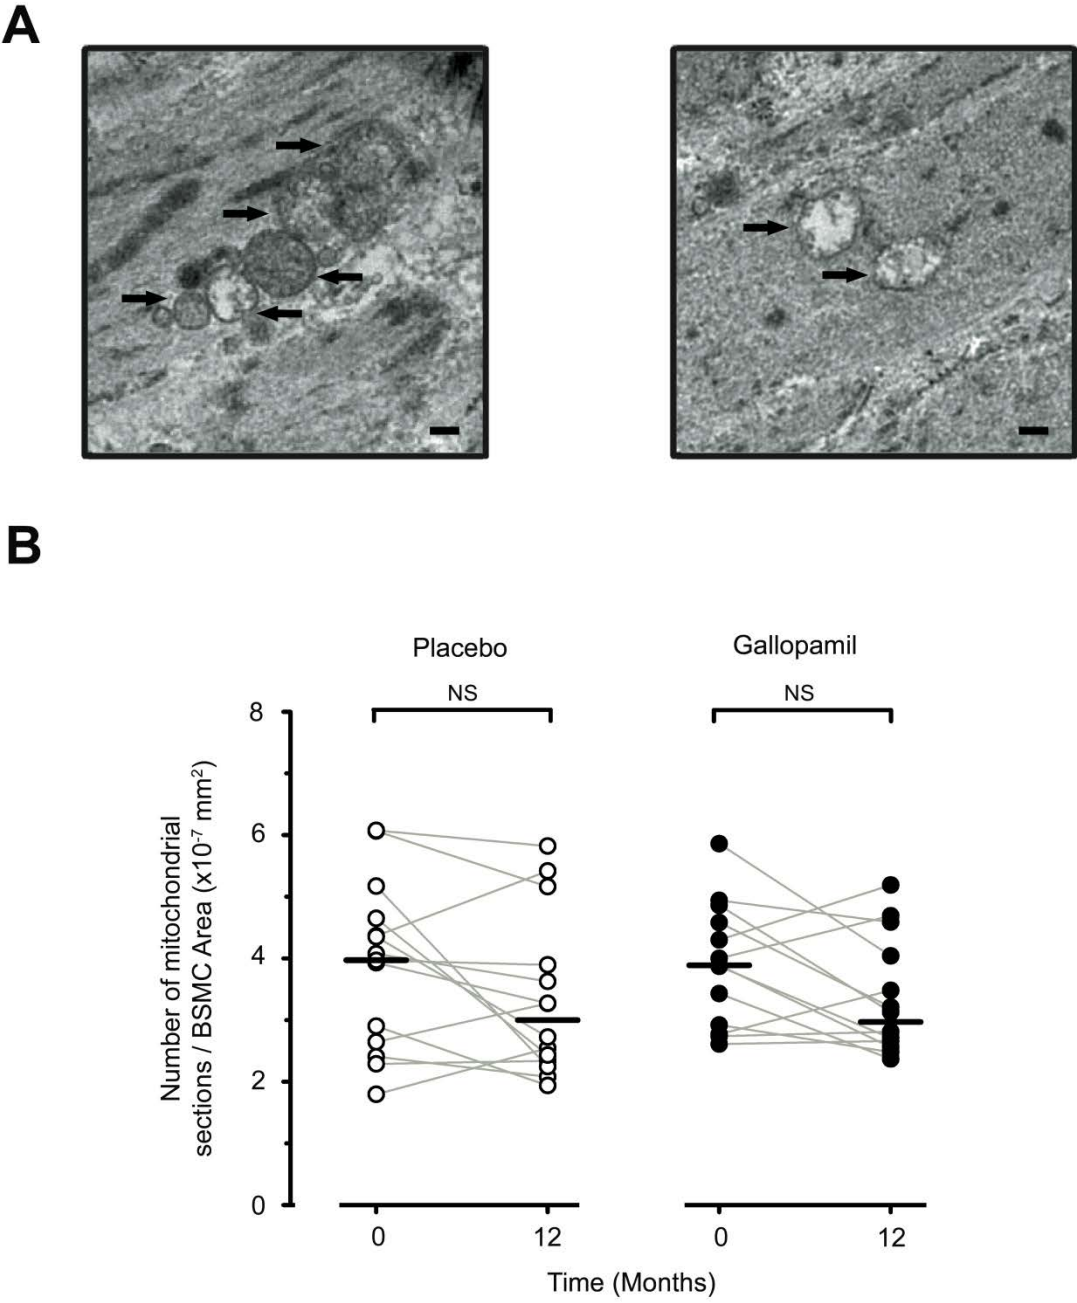 A
B
Placebo
Gallopamil
NS
NS
Number of mitochondrial
sections / BSMC Area (x10⁻⁷ mm²)
8
6
4
2
0
0
12
0
12
Time (Months)